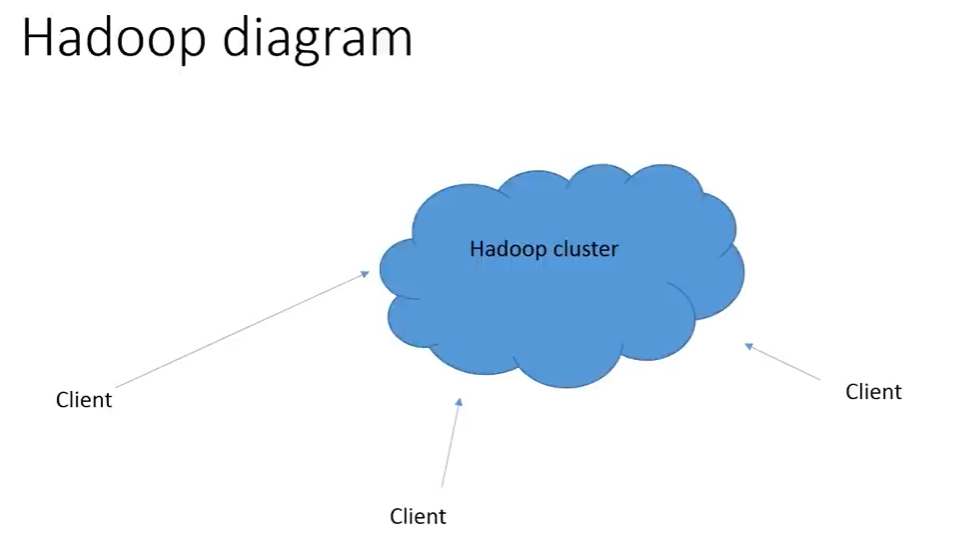 Hadoop diagram
Hadoop cluster
Client
Client
Client